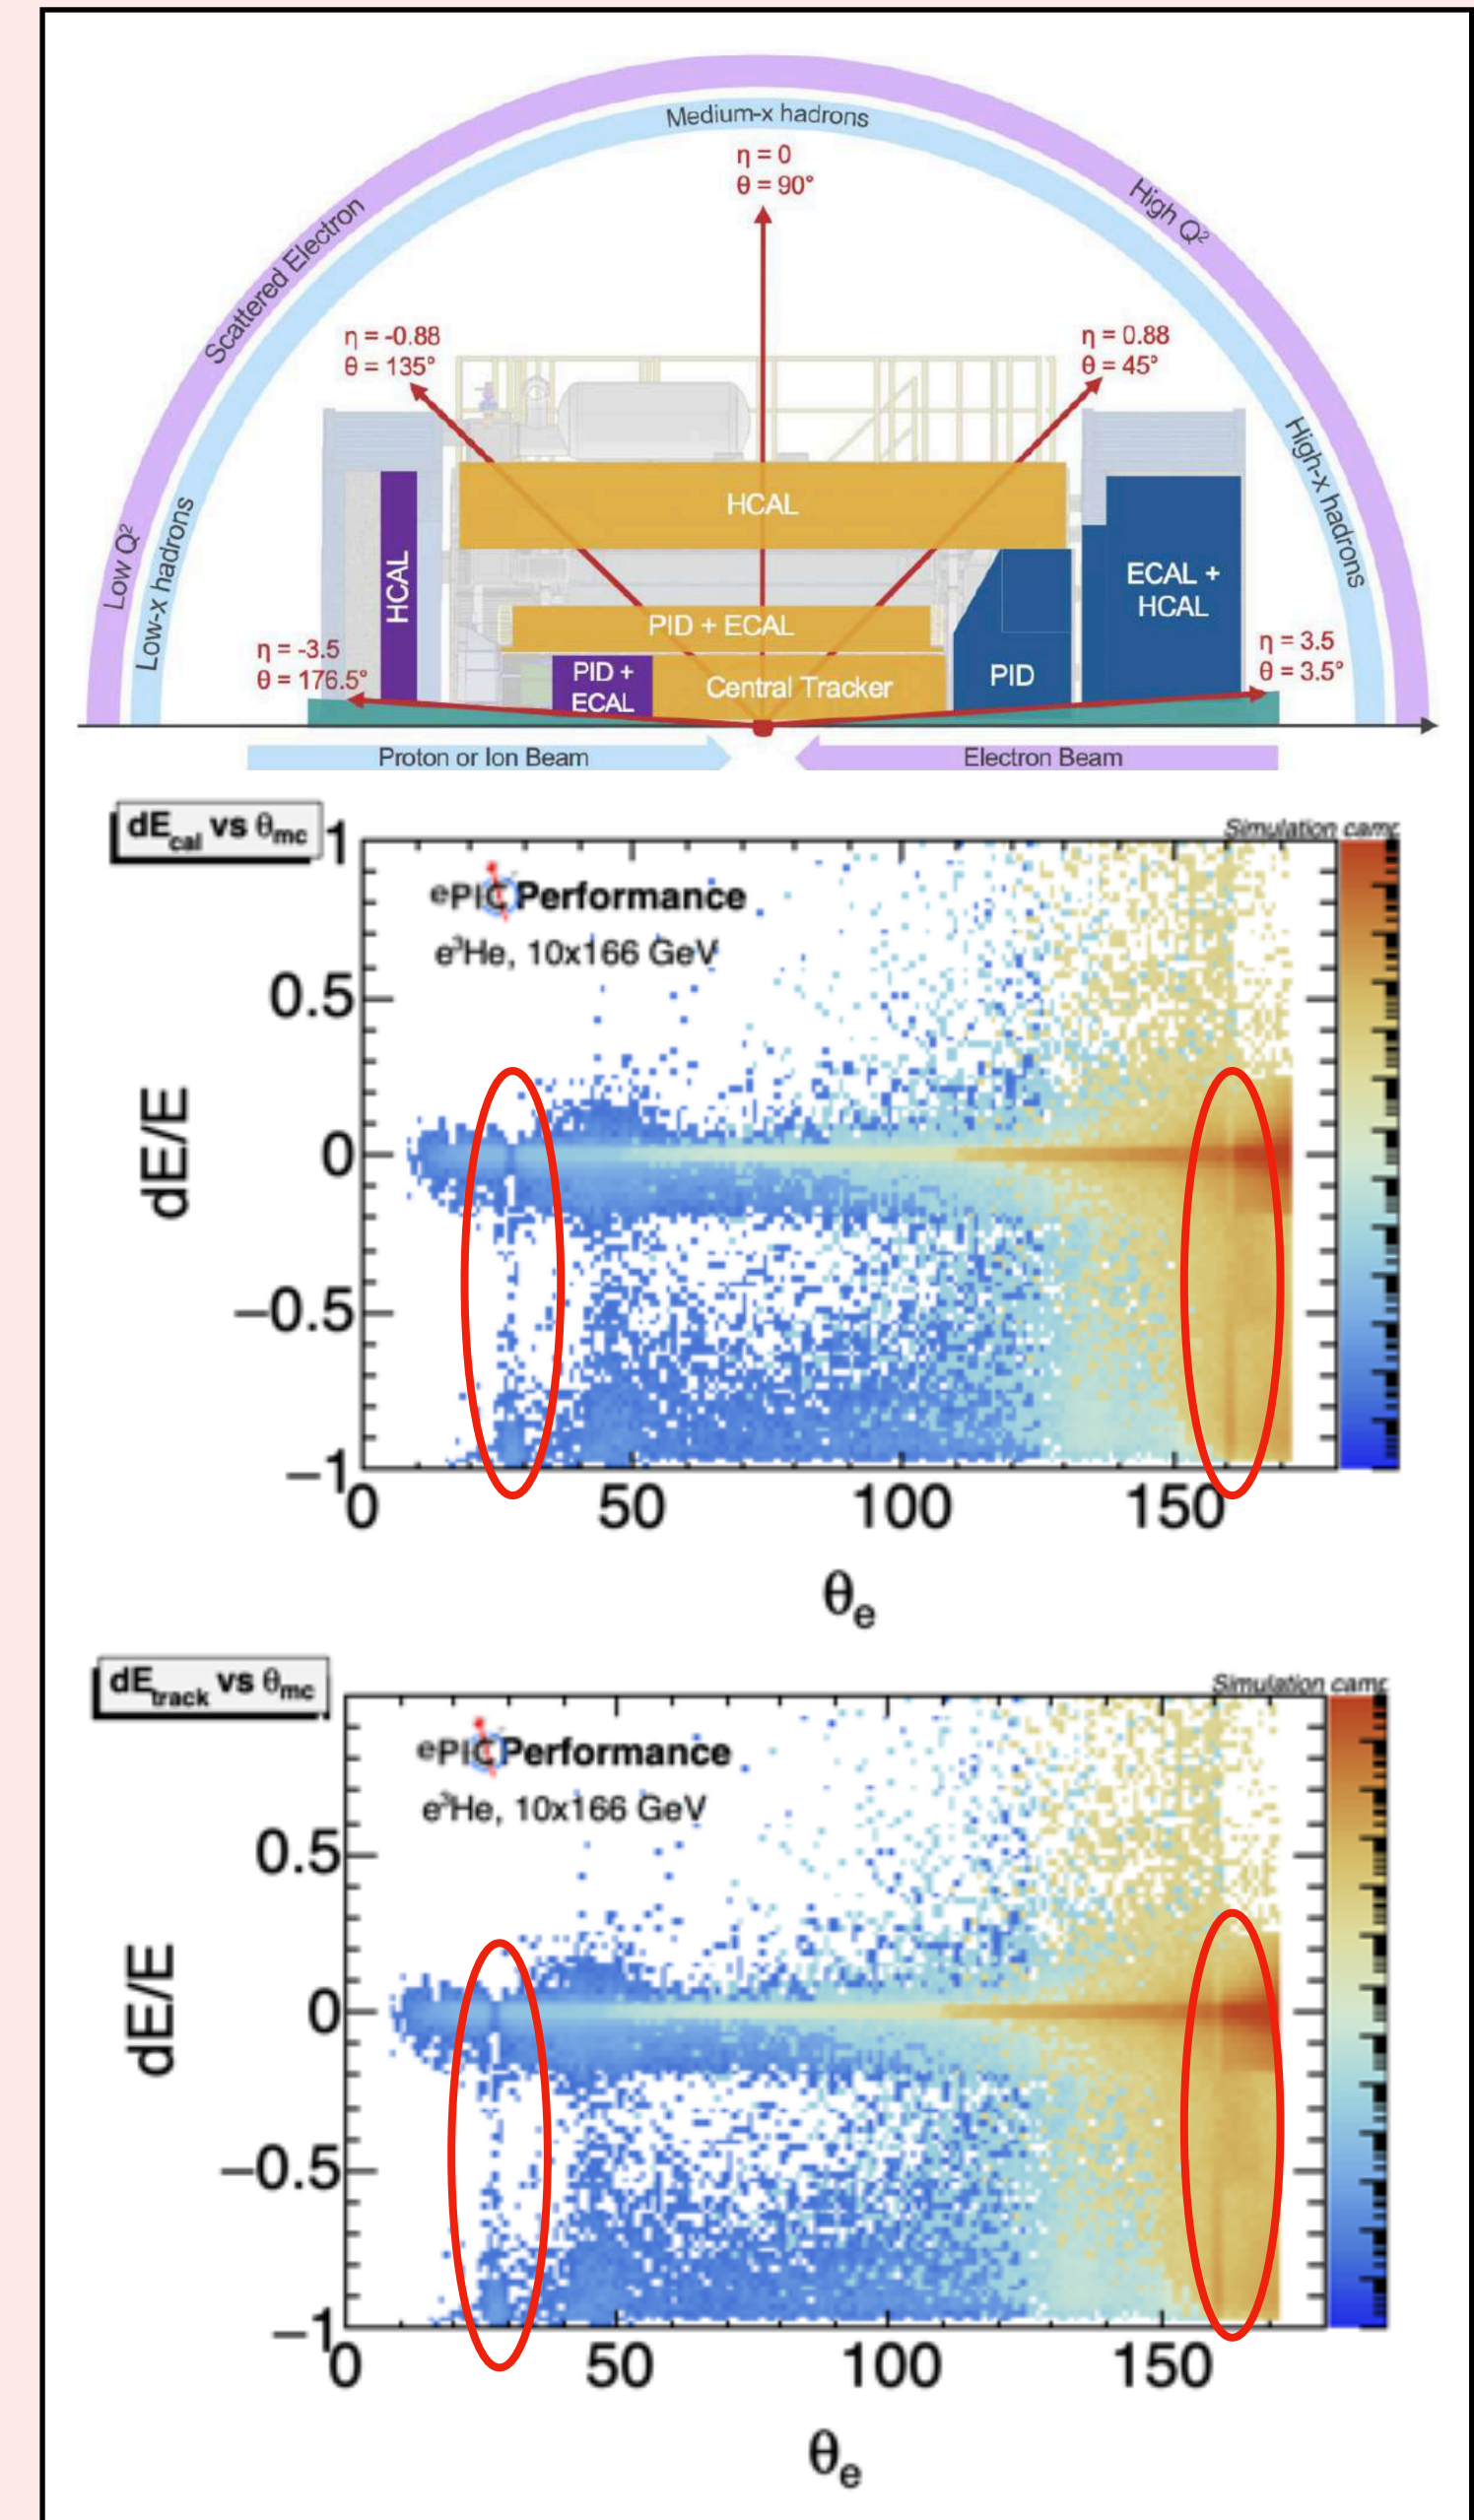 Medium-x hadrons
η = 0
θ = 90°
Scattered Electron
High Q²
η = -0.88
θ = 135°
η = 0.88
θ = 45°
HCAL
Low Q²
Low-x hadrons
HCAL
High-x hadrons
ECAL +
HCAL
PID + ECAL
η = -3.5
θ = 176.5°
PID +
ECAL
Central Tracker
PID
η = 3.5
θ = 3.5°
Proton or Ion Beam
Electron Beam
dE_cal vs θ_mc
Simulation
ePIC Performance
e³He, 10x166 GeV
dE/E
1
0.5
0
−0.5
−1
0 50 100 150
θ_e
dE_track vs θ_mc
Simulation
ePIC Performance
e³He, 10x166 GeV
dE/E
0.5
0
−0.5
−1
0 50 100 150
θ_e